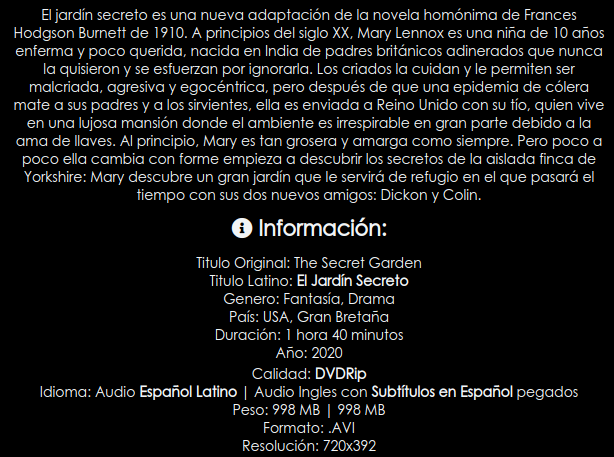 El jardín secreto es una nueva adaptación de la novela homónima de Frances
Hodgson Burnett de 1910. A principios del siglo XX, Mary Lennox es una niña de 10 años
enferma y poco querida, nacida en India de padres británicos adinerados que nunca
la quisieron y se esfuerzan por ignorarla. Los criados la cuidan y le permiten ser
malcriada, agresiva y egocéntrica, pero después de que una epidemia de cólera
mate a sus padres y a los sirvientes, ella es enviada a Reino Unido con su tío, quien vive
en una lujosa mansión donde el ambiente es irrespirable en gran parte debido a la
ama de llaves. Al principio, Mary es tan grosera y amarga como siempre. Pero poco a
poco ella cambia con forme empieza a descubrir los secretos de la aislada finca de
Yorkshire: Mary descubre un gran jardín que le servirá de refugio en el que pasará el
tiempo con sus dos nuevos amigos: Dickon y Colin.
Información:
Titulo Original: The Secret Garden
Titulo Latino: El Jardín Secreto
Genero: Fantasía, Drama
País: USA, Gran Bretaña
Duración: 1 hora 40 minutos
Año: 2020
Calidad: DVDRip
Idioma: Audio Español Latino | Audio Ingles con Subtítulos en Español pegados
Peso: 998 MB | 998 MB
Formato: .AVI
Resolución: 720x392